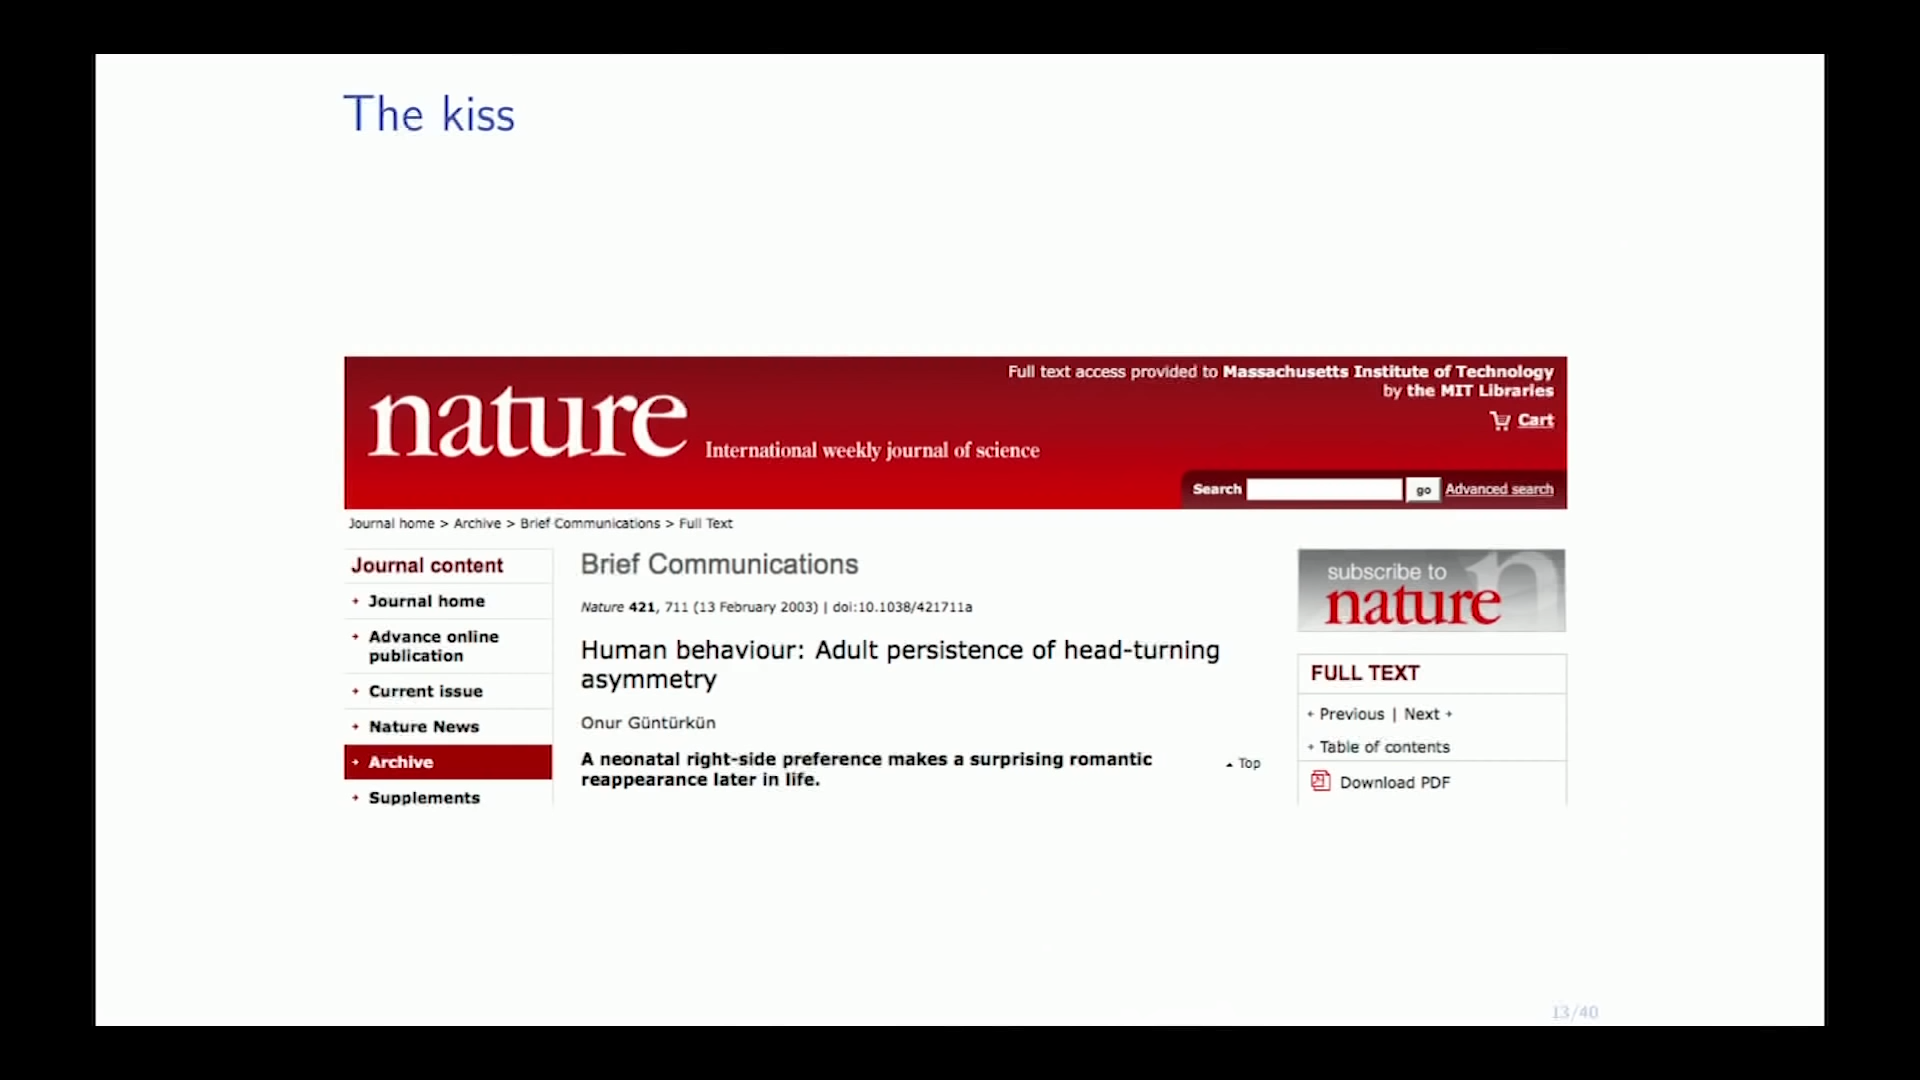 The kiss
Full text access provided to Massachusetts Institute of Technology
by the MIT Libraries
nature
International weekly journal of science
Cart
Search go Advanced search
Journal home > Archive > Brief Communications > Full Text
Journal content
Journal home
Advance online
publication
Current issue
Nature News
Archive
Supplements
Brief Communications
Nature 421, 711 (13 February 2003) | doi:10.1038/421711a
Human behaviour: Adult persistence of head-turning
asymmetry
Onur Güntürkün
A neonatal right-side preference makes a surprising romantic
reappearance later in life.
Top
subscribe to
nature
FULL TEXT
Previous | Next
Table of contents
Download PDF
13/40